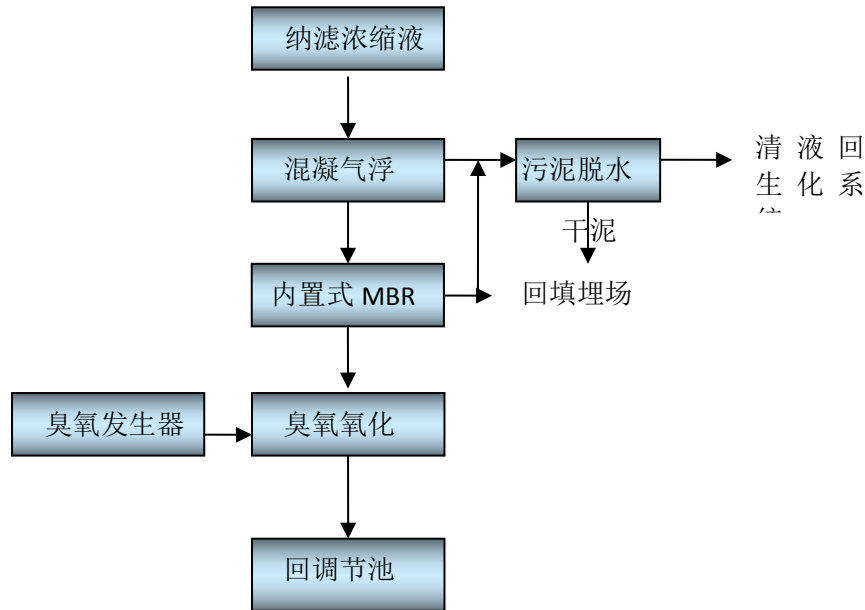 纳滤浓缩液
混凝气浮
污泥脱水
清液回
生化系
干泥
内置式 MBR
回填埋场
臭氧发生器
臭氧氧化
回调节池